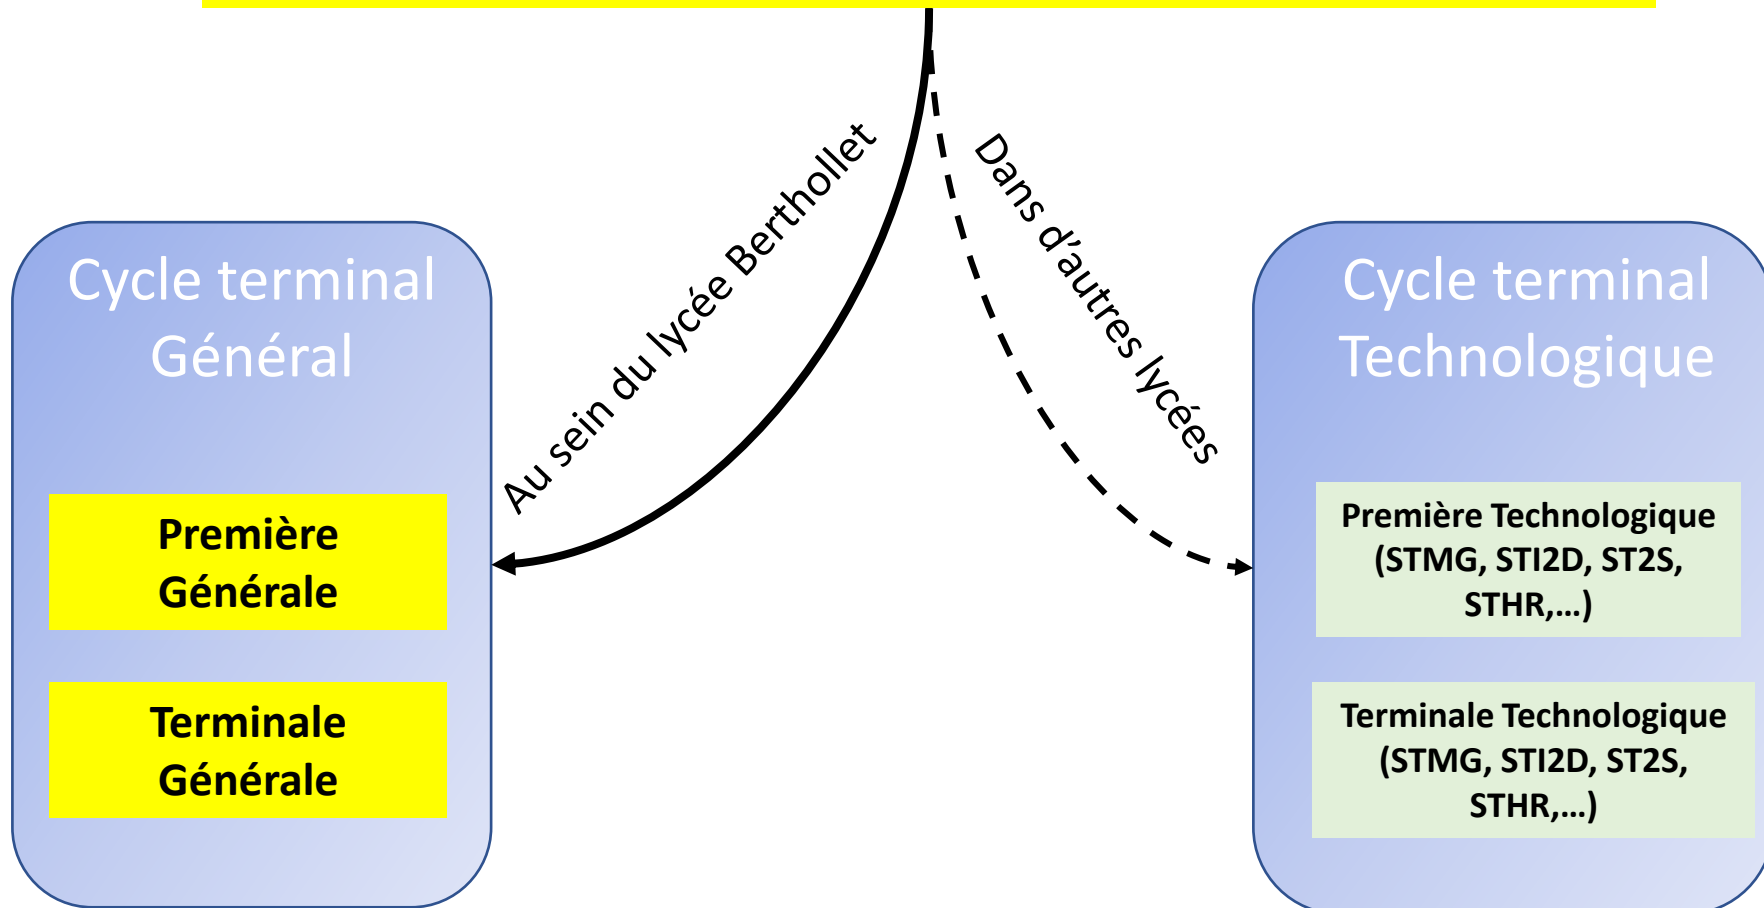 Au sein du lycée Berthollet
Dans d’autres lycées
Cycle terminal
Général
Première
Générale
Terminale
Générale
Cycle terminal
Technologique
Première Technologique
(STMG, STI2D, ST2S,
STHR,...)
Terminale Technologique
(STMG, STI2D, ST2S,
STHR,...)